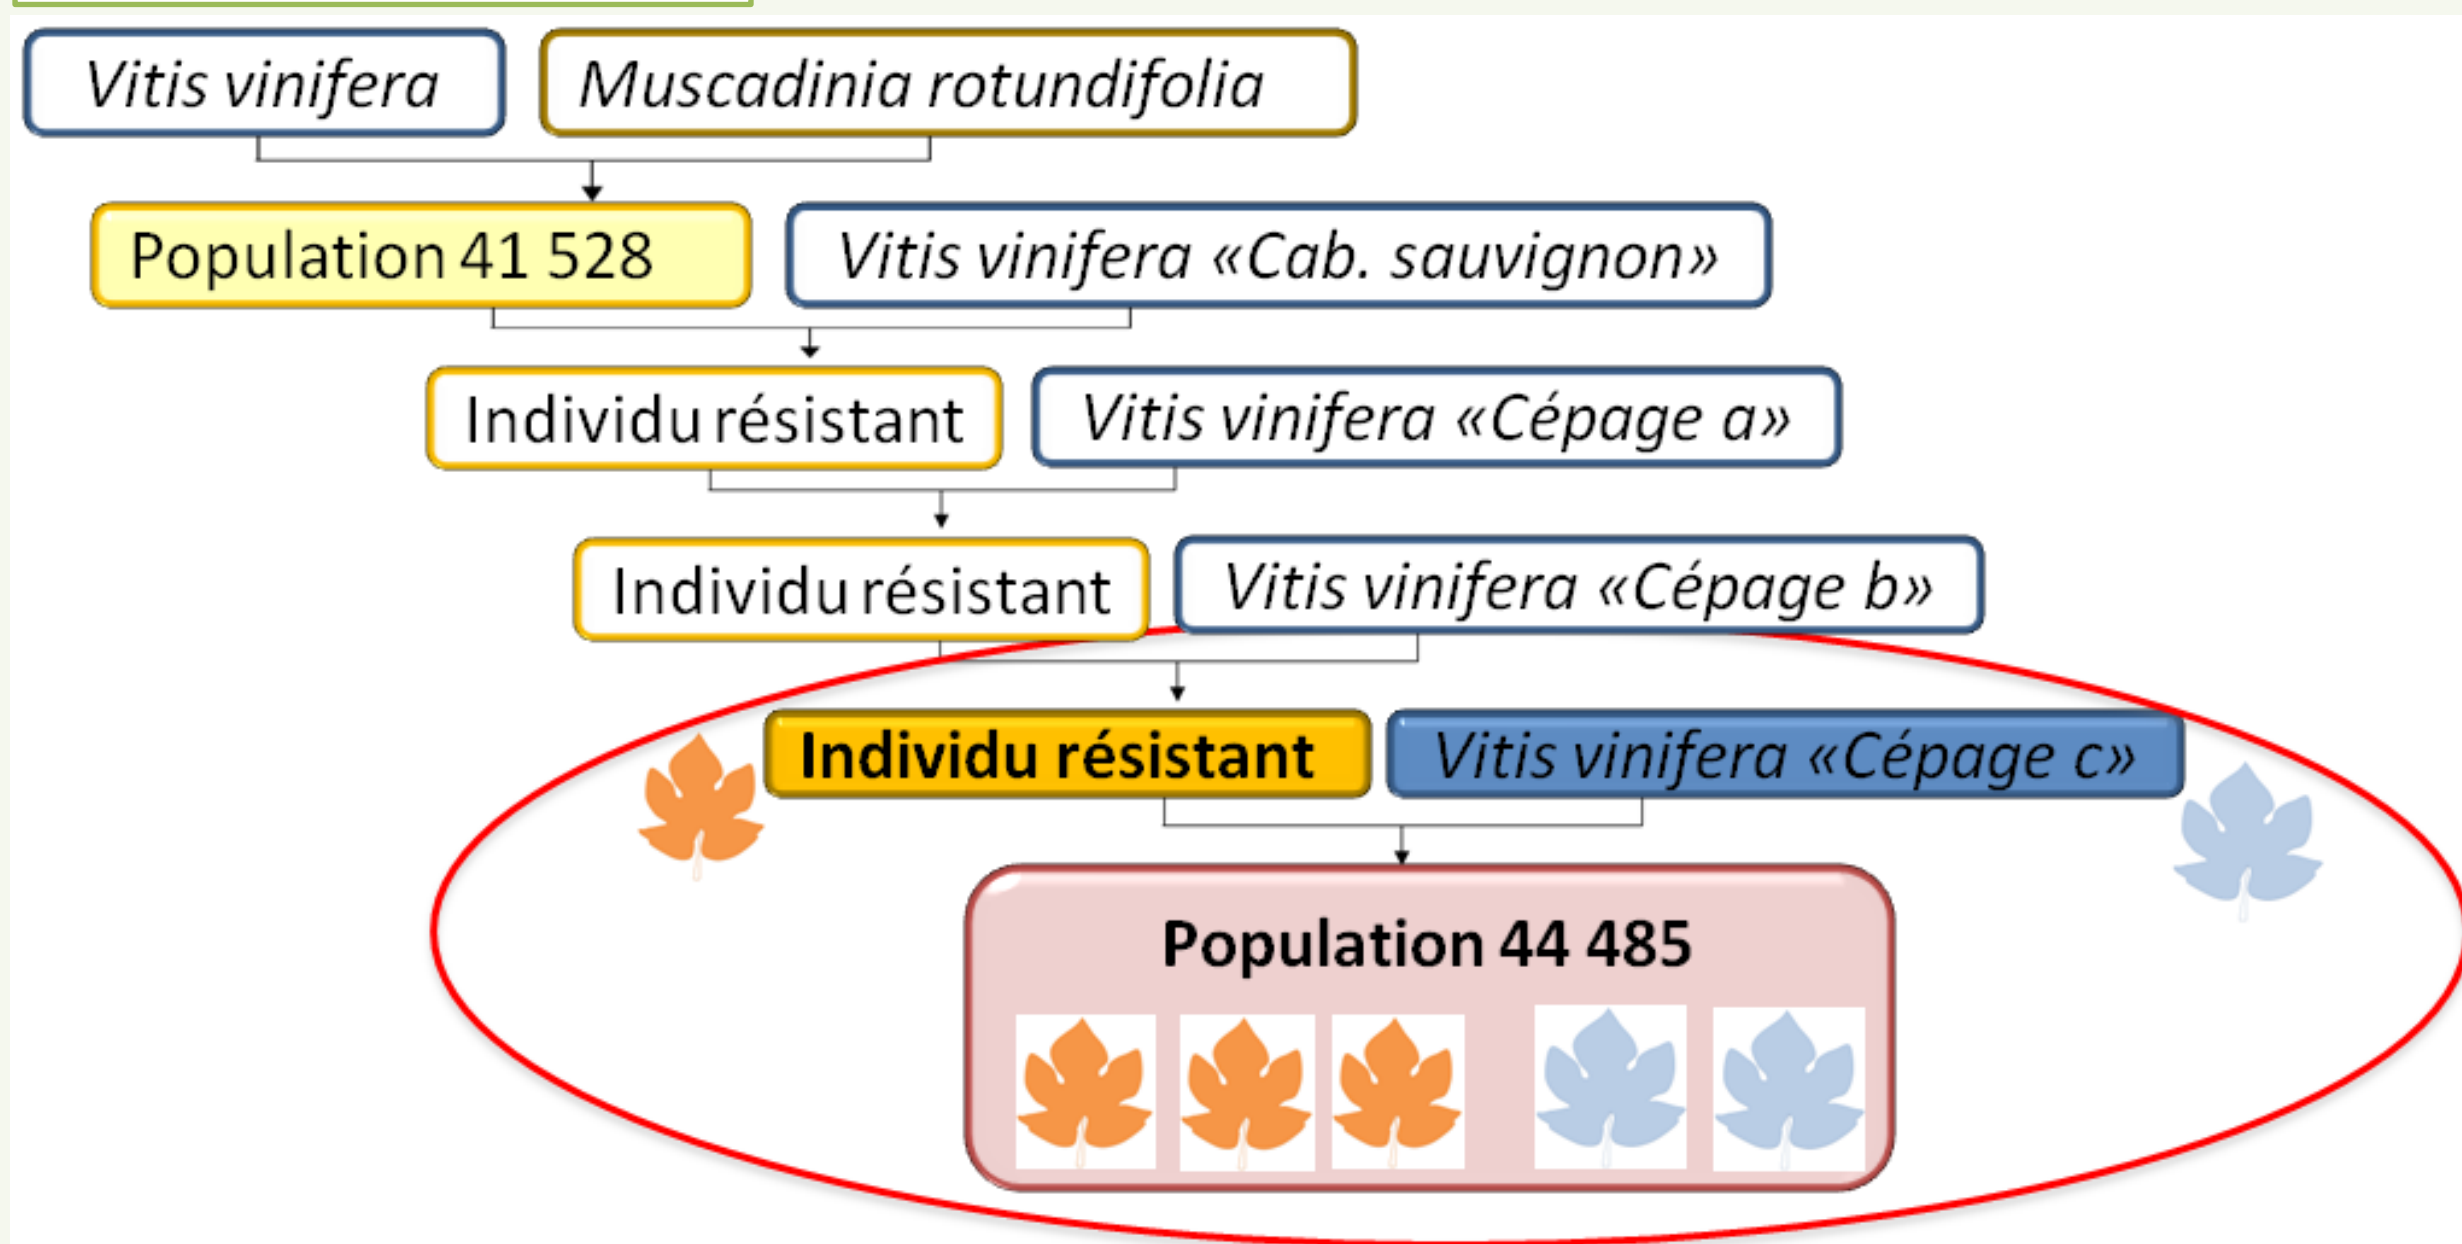 Vitis vinifera
Muscadinia rotundifolia
Population 41 528
Vitis vinifera «Cab. sauvignon»
Individu résistant
Vitis vinifera «Cépage a»
Individu résistant
Vitis vinifera «Cépage b»
Individu résistant
Vitis vinifera «Cépage c»
Population 44 485